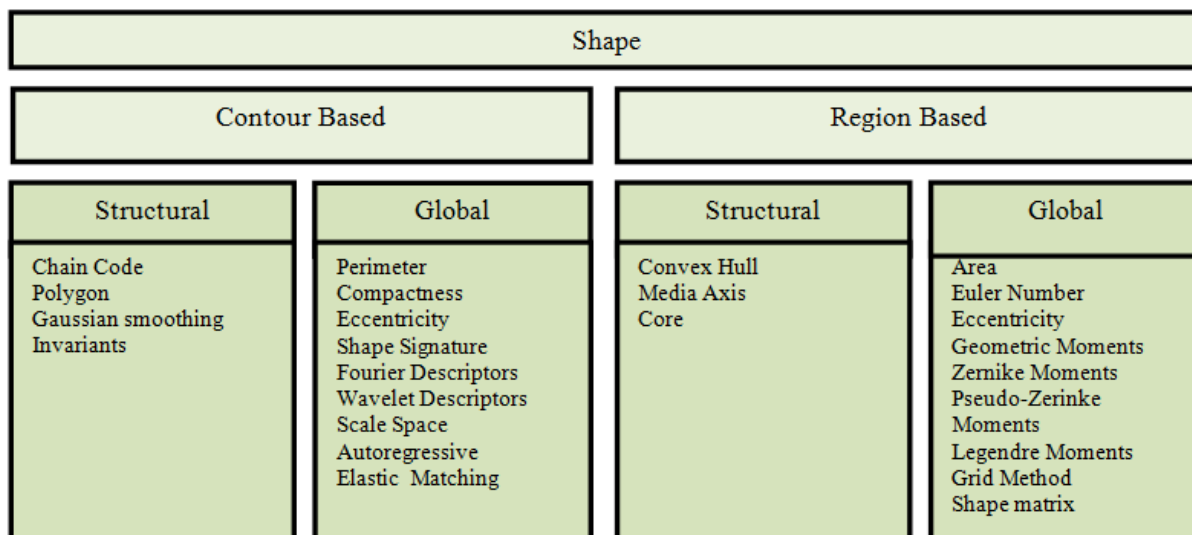 Shape
Contour Based
Region Based
Structural
Chain Code
Polygon
Gaussian smoothing
Invariants
Global
Perimeter
Compactness
Eccentricity
Shape Signature
Fourier Descriptors
Wavelet Descriptors
Scale Space
Autoregressive
Elastic Matching
Structural
Convex Hull
Media Axis
Core
Global
Area
Euler Number
Eccentricity
Geometric Moments
Zernike Moments
Pseudo-Zerinke
Moments
Legendre Moments
Grid Method
Shape matrix